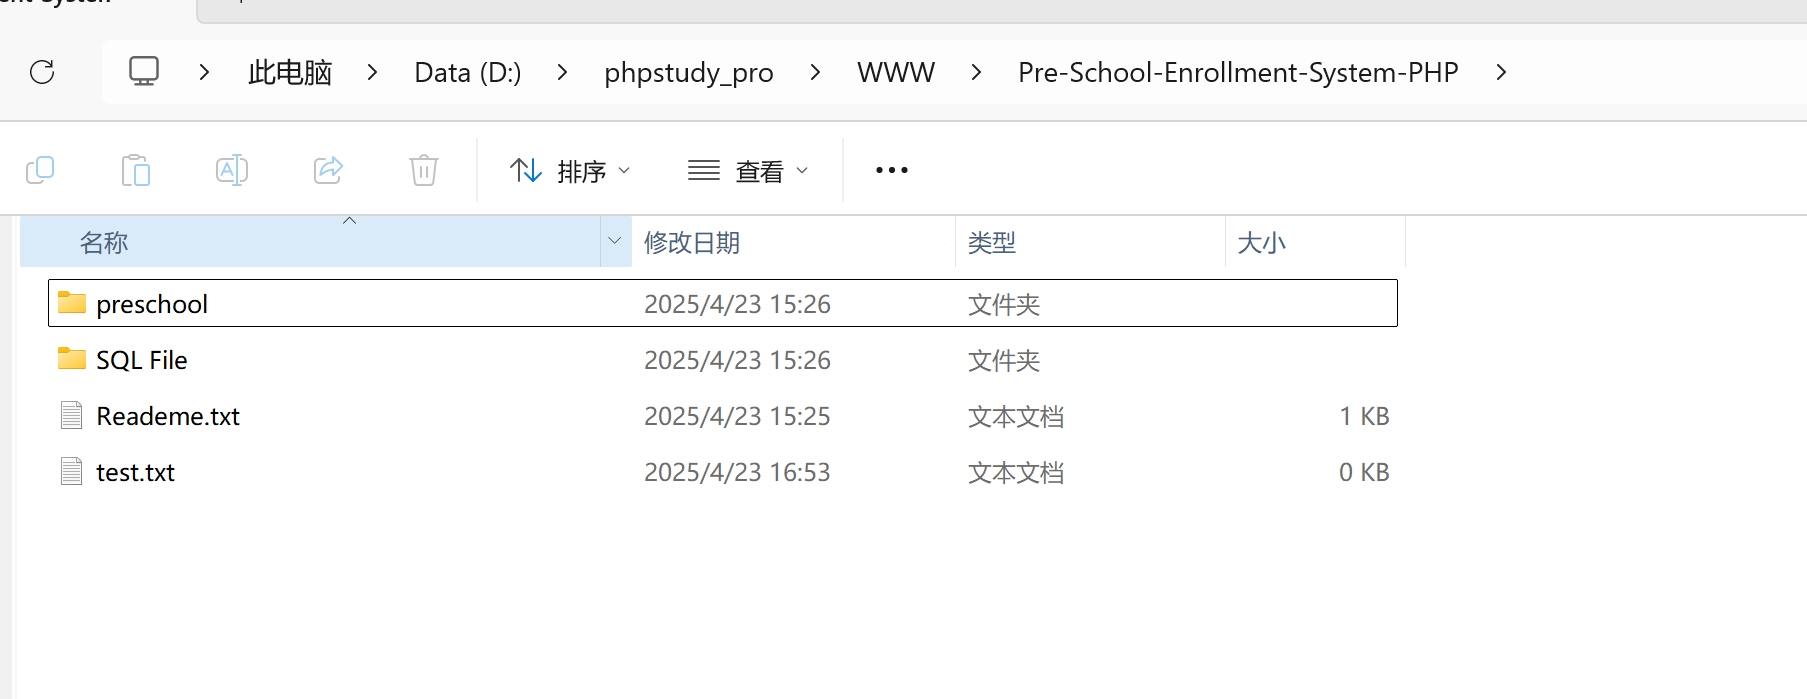 此电脑 Data (D:) phpstudy_pro WWW Pre-School-Enrollment-System-PHP
排序 查看
名称 修改日期 类型 大小
preschool 2025/4/23 15:26 文件夹
SQL File 2025/4/23 15:26 文件夹
Reademe.txt 2025/4/23 15:25 文本文档 1 KB
test.txt 2025/4/23 16:53 文本文档 0 KB